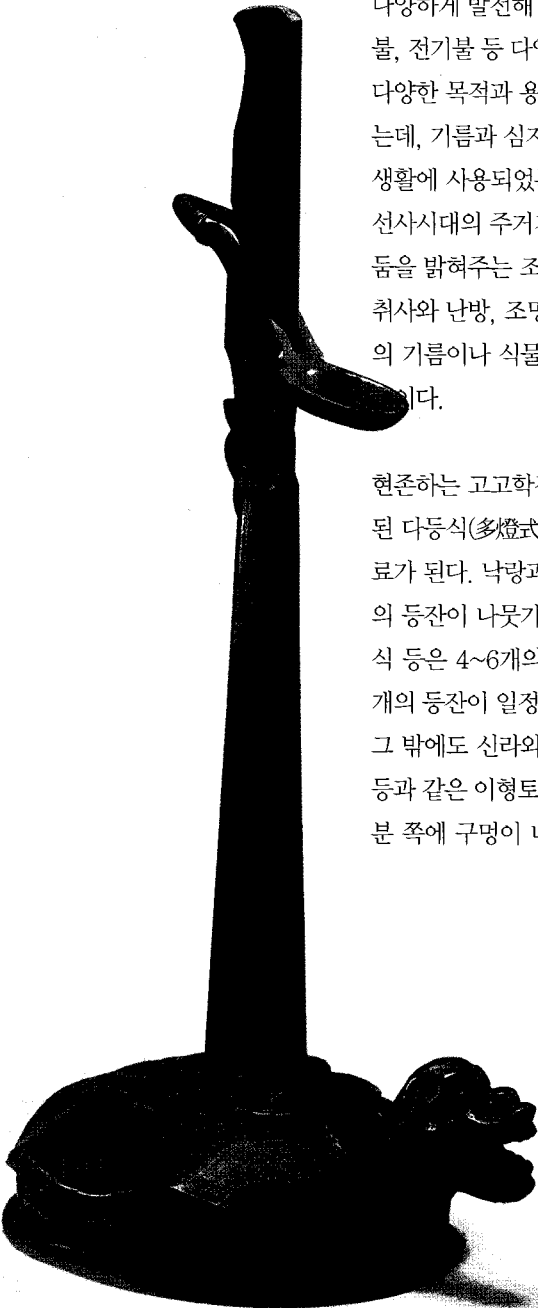 다양하게 발전해
불, 전기불 등 다
다양한 목적과 용
는데, 기름과 심
생활에 사용되었
선사시대의 주거
둠을 밝혀주는 조
취사와 난방, 조명
의 기름이나 식물
이다.
현존하는 고고학
된 다등식(多燈式
료가 된다. 낙랑
의 등잔이 나뭇가
식 등은 4~6개의
개의 등잔이 일정
그 밖에도 신라와
등과 같은 이형토
분 쪽에 구멍이